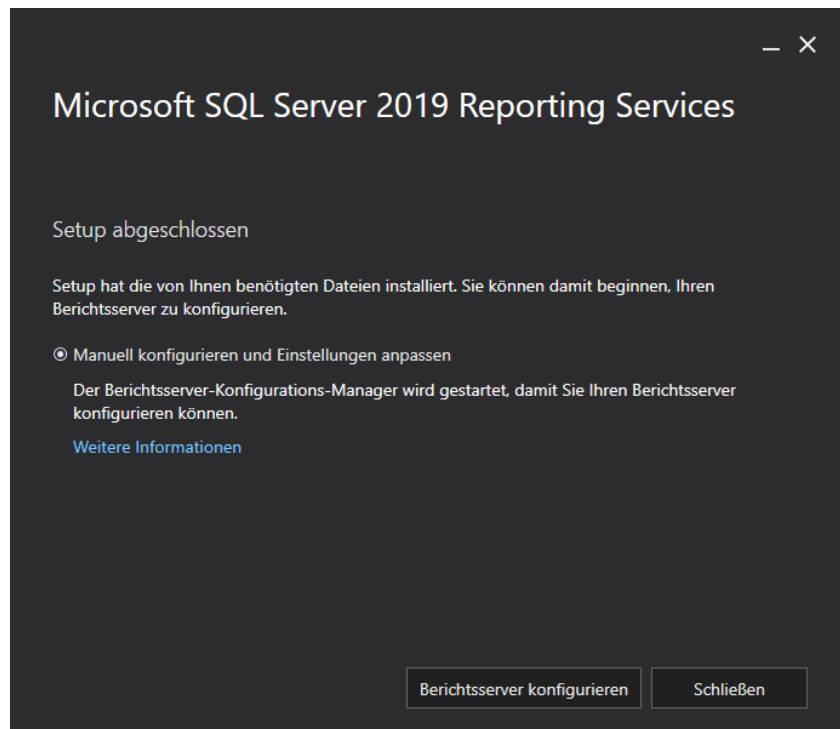 Microsoft SQL Server 2019 Reporting Services
Setup abgeschlossen
Setup hat die von Ihnen benötigten Dateien installiert. Sie können damit beginnen, Ihren
Berichtsserver zu konfigurieren.
Manuell konfigurieren und Einstellungen anpassen
Der Berichtsserver-Konfigurations-Manager wird gestartet, damit Sie Ihren Berichtsserver
konfigurieren können.
Weitere Informationen
Berichtsserver konfigurieren
Schließen